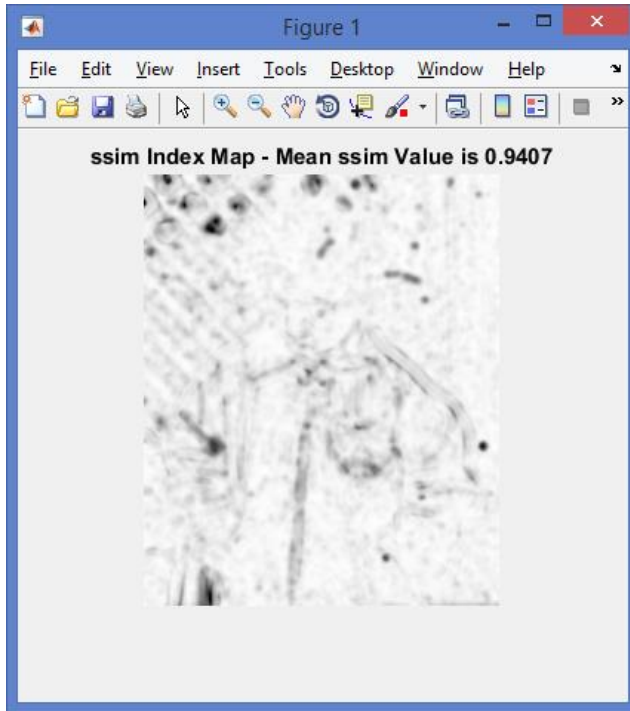 Figure 1
File Edit View Insert Tools Desktop Window Help
ssim Index Map - Mean ssim Value is 0.9407